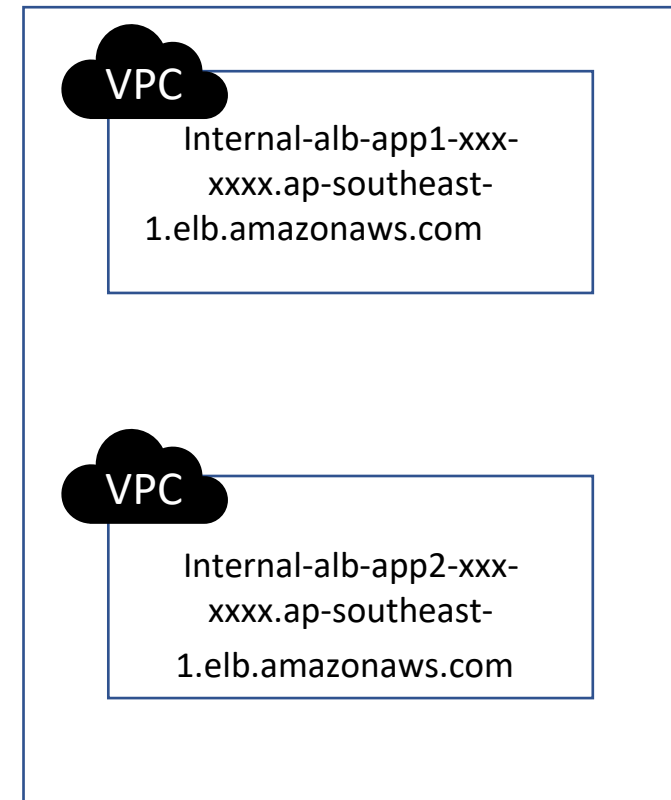 VPC
Internal-alb-app1-xxx-
xxxx.ap-southeast-
1.elb.amazonaws.com
VPC
Internal-alb-app2-xxx-
xxxx.ap-southeast-
1.elb.amazonaws.com